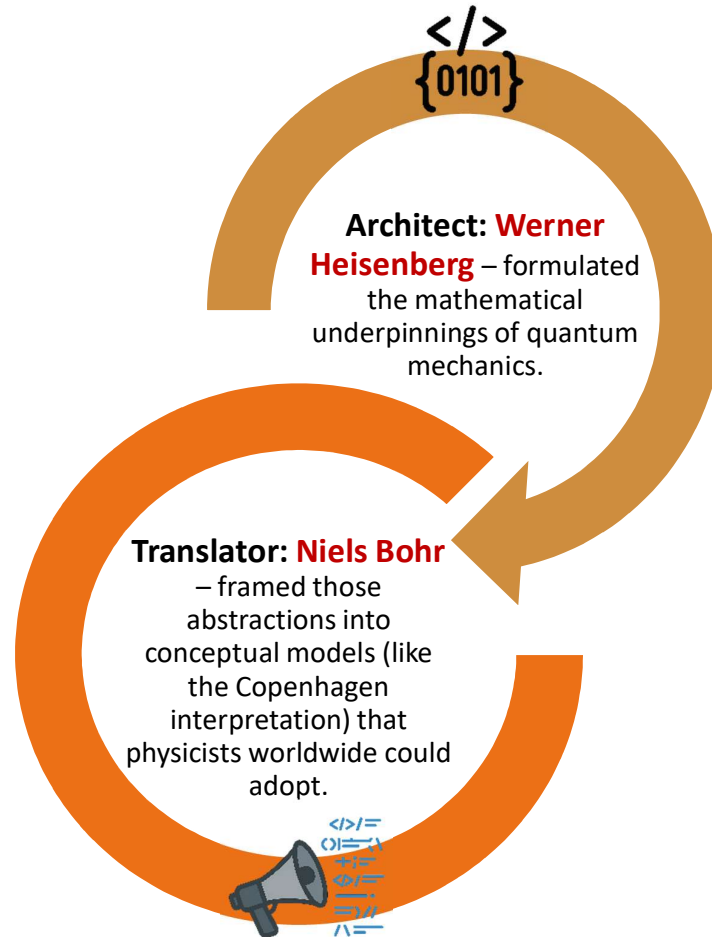 </>
{0101}
Architect: Werner
Heisenberg – formulated
the mathematical
underpinnings of quantum
mechanics.
Translator: Niels Bohr
– framed those
abstractions into
conceptual models (like
the Copenhagen
interpretation) that
physicists worldwide could
adopt.